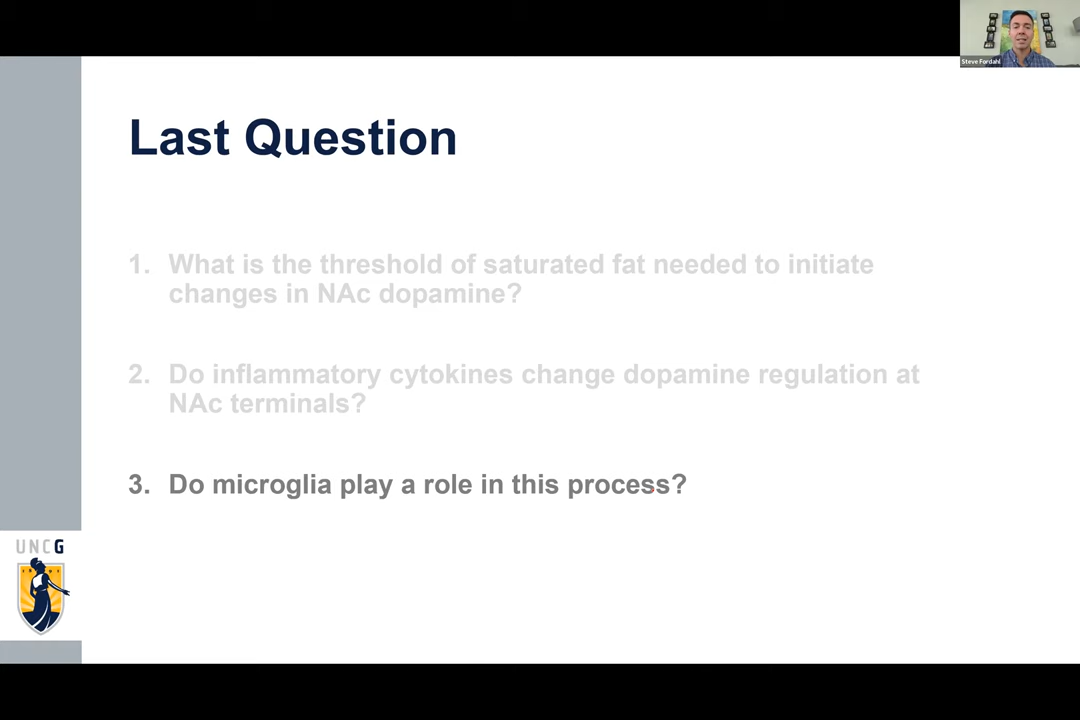 Steve Fordahl
Last Question
1. What is the threshold of saturated fat needed to initiate
changes in NAc dopamine?
2. Do inflammatory cytokines change dopamine regulation at
NAc terminals?
3. Do microglia play a role in this process?
UNCG